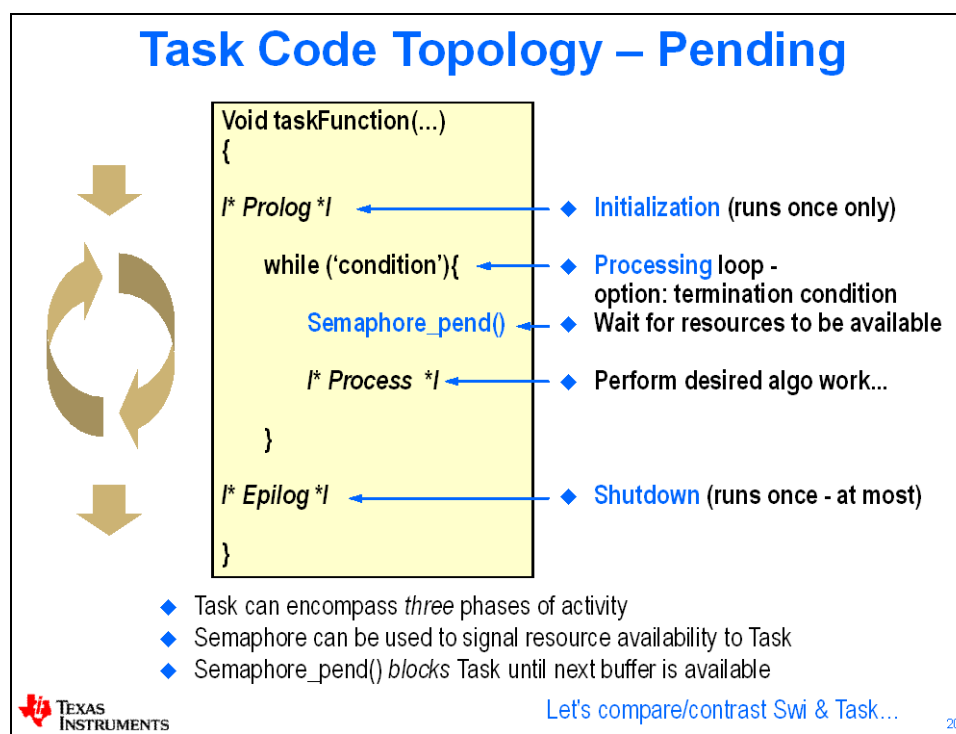 Task Code Topology – Pending
Void taskFunction(...)
{
/* Prolog */
Initialization (runs once only)
while (‘condition’){
Processing loop -
option: termination condition
Semaphore_pend()
Wait for resources to be available
/* Process */
Perform desired algo work...
}
/* Epilog */
Shutdown (runs once - at most)
}
Task can encompass three phases of activity
Semaphore can be used to signal resource availability to Task
Semaphore_pend() blocks Task until next buffer is available
TEXAS
INSTRUMENTS
Let's compare/contrast Swi & Task...